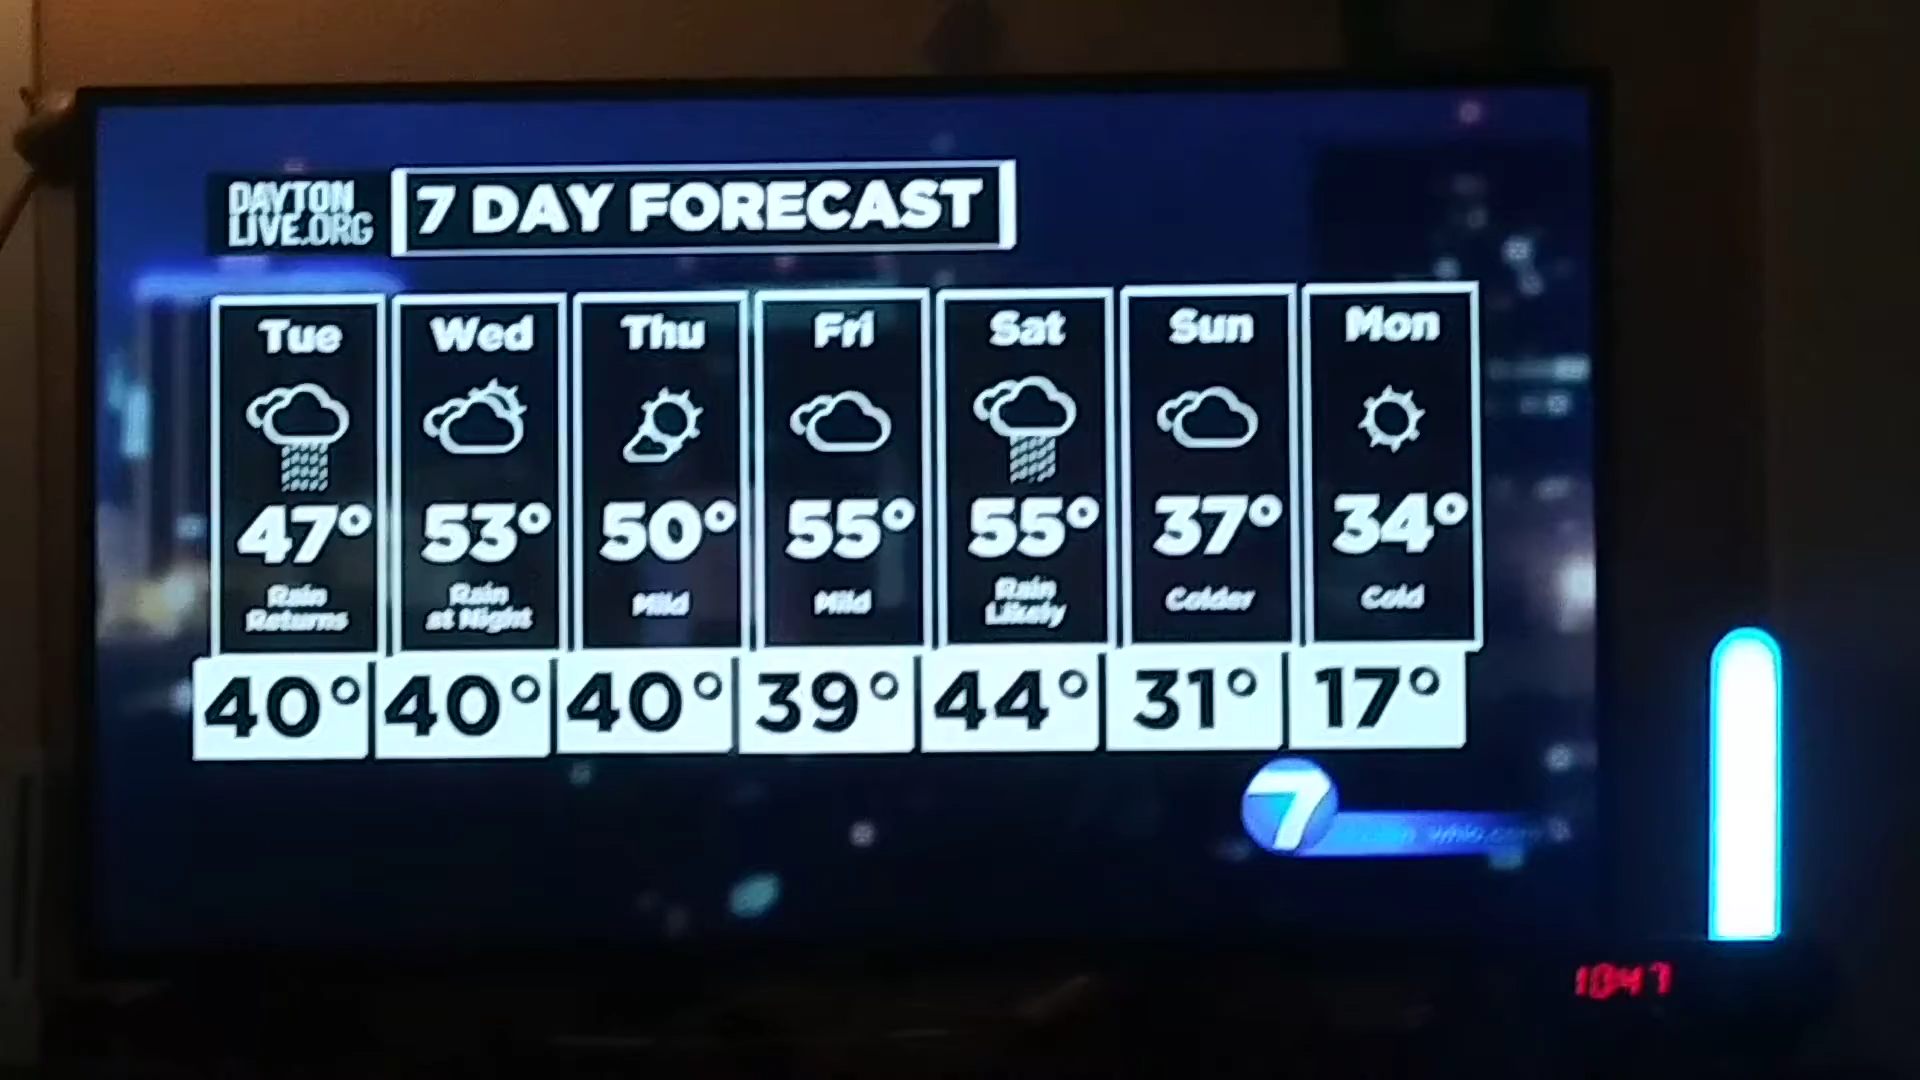 DAYTON
LIVE.ORG
7 DAY FORECAST
Tue
Wed
Thu
Fri
Sat
Sun
Mon
47°
53°
50°
55°
55°
37°
34°
Rain
Returns
Rain
at Night
Mild
Mild
Rain
Likely
Colder
Cold
40°
40°
40°
39°
44°
31°
17°
7
whio.com
10:47